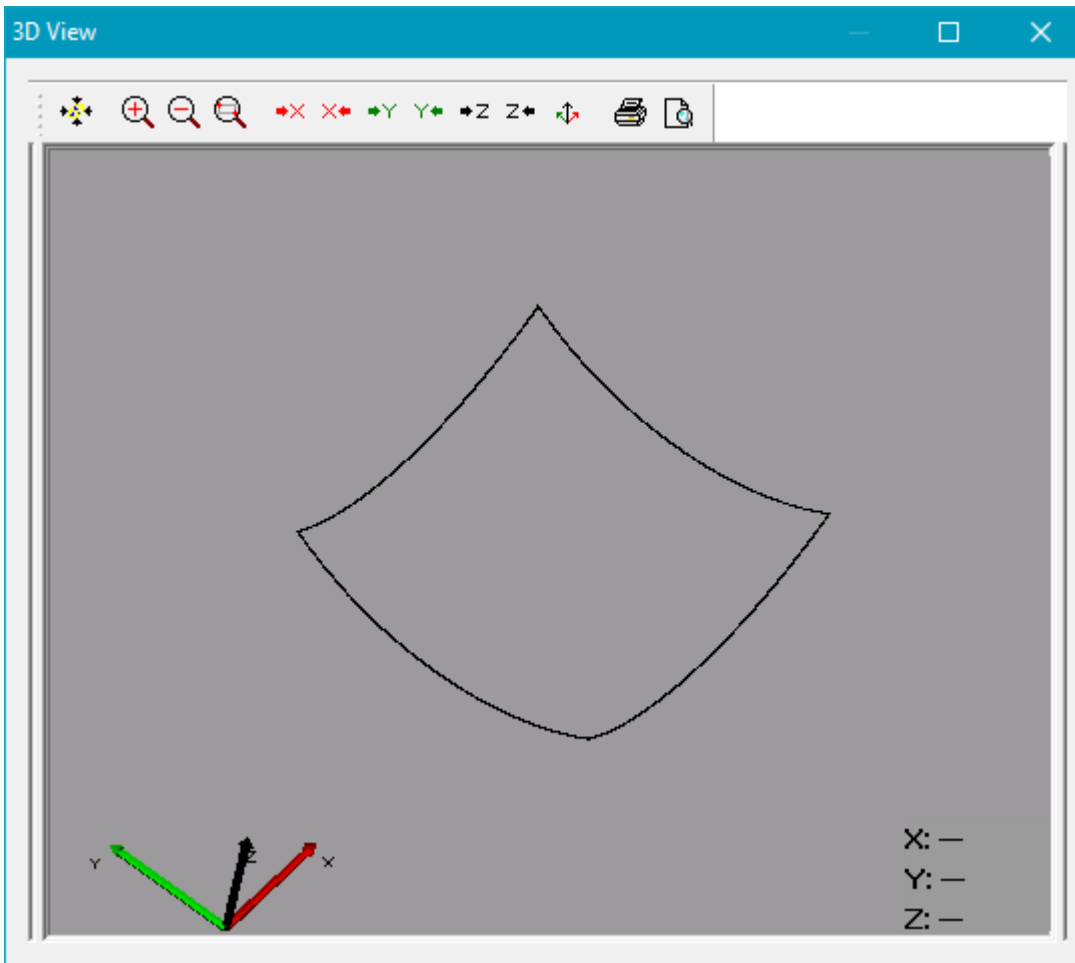 3D View
X X Y Y Z Z
Y Z X
X: —
Y: —
Z: —